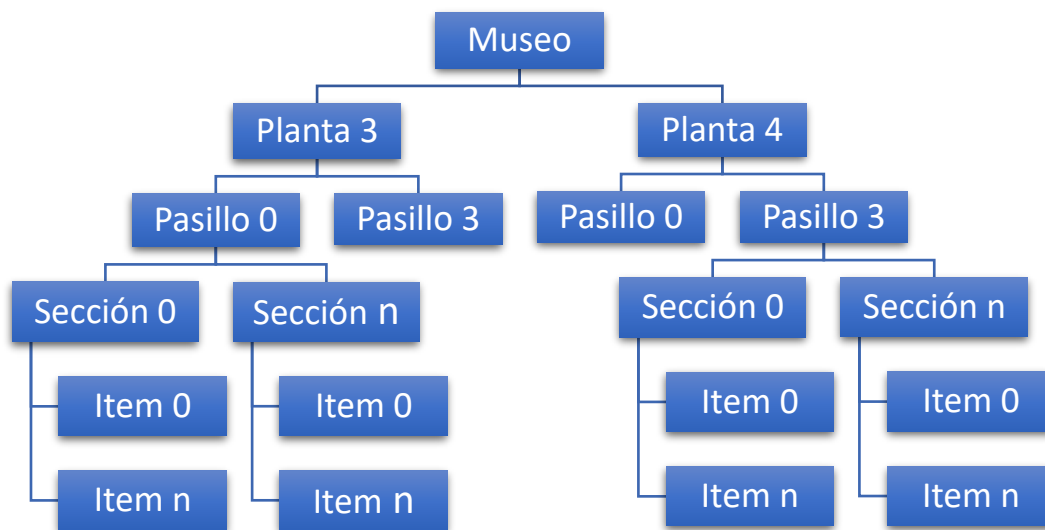 Museo
Planta 3
Planta 4
Pasillo 0
Pasillo 3
Pasillo 0
Pasillo 3
Sección 0
Sección n
Sección 0
Sección n
Item 0
Item 0
Item 0
Item 0
Item n
Item n
Item n
Item n